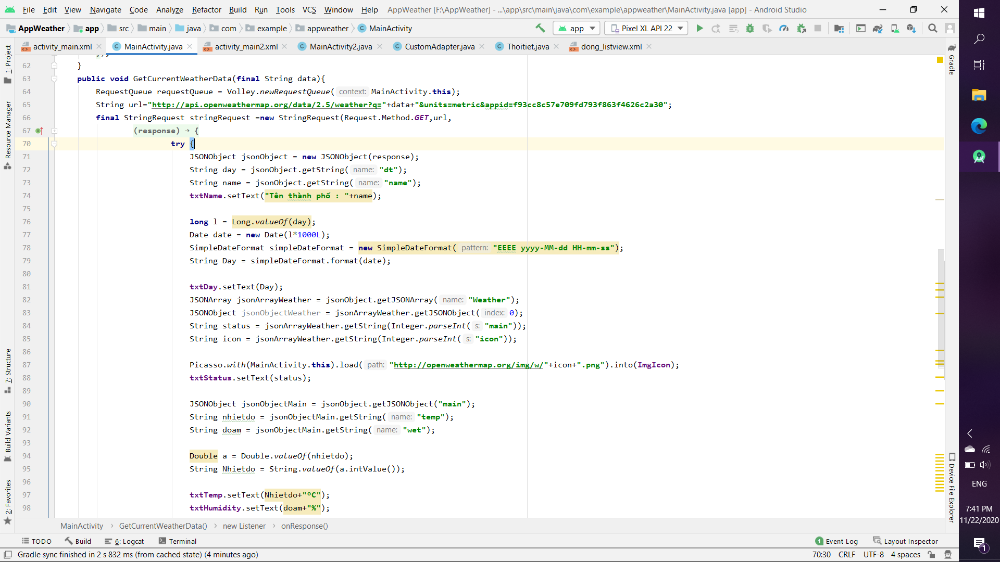 File Edit View Navigate Code Analyze Refactor Build Run Tools VCS Window Help AppWeather [F:\AppWeather] - ...\app\src\main\java\com\example\appweather\MainActivity.java [app] - Android Studio
AppWeather app src main java com example appweather MainActivity app Pixel XL API 22
activity_main.xml MainActivity.java activity_main2.xml MainActivity2.java CustomAdapter.java Thoitiet.java dong_listview.xml
1: Project
Resource Manager
7: Structure
Build Variants
2: Favorites
62 }
63 public void GetCurrentWeatherData(final String data){
64 RequestQueue requestQueue = Volley.newRequestQueue( context: MainActivity.this);
65 String url="http://api.openweathermap.org/data/2.5/weather?q="+data+"&units=metric&appid=f93cc8c57e709fd793f863f4626c2a30";
66 final StringRequest stringRequest =new StringRequest(Request.Method.GET,url,
67 (response) → {
70 try {
71 JSONObject jsonObject = new JSONObject(response);
72 String day = jsonObject.getString( name: "dt");
73 String name = jsonObject.getString( name: "name");
74 txtName.setText("Tên thành phố : "+name);
75
76 long l = Long.valueOf(day);
77 Date date = new Date(l*1000L);
78 SimpleDateFormat simpleDateFormat = new SimpleDateFormat( pattern: "EEEE yyyy-MM-dd HH-mm-ss");
79 String Day = simpleDateFormat.format(date);
80
81 txtDay.setText(Day);
82 JSONArray jsonArrayWeather = jsonObject.getJSONArray( name: "Weather");
83 JSONObject jsonObjectWeather = jsonArrayWeather.getJSONObject( index: 0);
84 String status = jsonArrayWeather.getString(Integer.parseInt( s: "main"));
85 String icon = jsonArrayWeather.getString(Integer.parseInt( s: "icon"));
86
87 Picasso.with(MainActivity.this).load( path: "http://openweathermap.org/img/w/"+icon+".png").into(ImgIcon);
88 txtStatus.setText(status);
89
90 JSONObject jsonObjectMain = jsonObject.getJSONObject("main");
91 String nhietdo = jsonObjectMain.getString( name: "temp");
92 String doam = jsonObjectMain.getString( name: "wet");
93
94 Double a = Double.valueOf(nhietdo);
95 String Nhietdo = String.valueOf(a.intValue());
96
97 txtTemp.setText(Nhietdo+"ºC");
98 txtHumidity.setText(doam+"%");
Gradle
Device File Explorer
MainActivity › GetCurrentWeatherData() › new Listener › onResponse()
TODO Build 6: Logcat Terminal 1 Event Log Layout Inspector
Gradle sync finished in 2 s 832 ms (from cached state) (4 minutes ago) 70:30 CRLF UTF-8 4 spaces
ENG
7:41 PM
11/22/2020
1